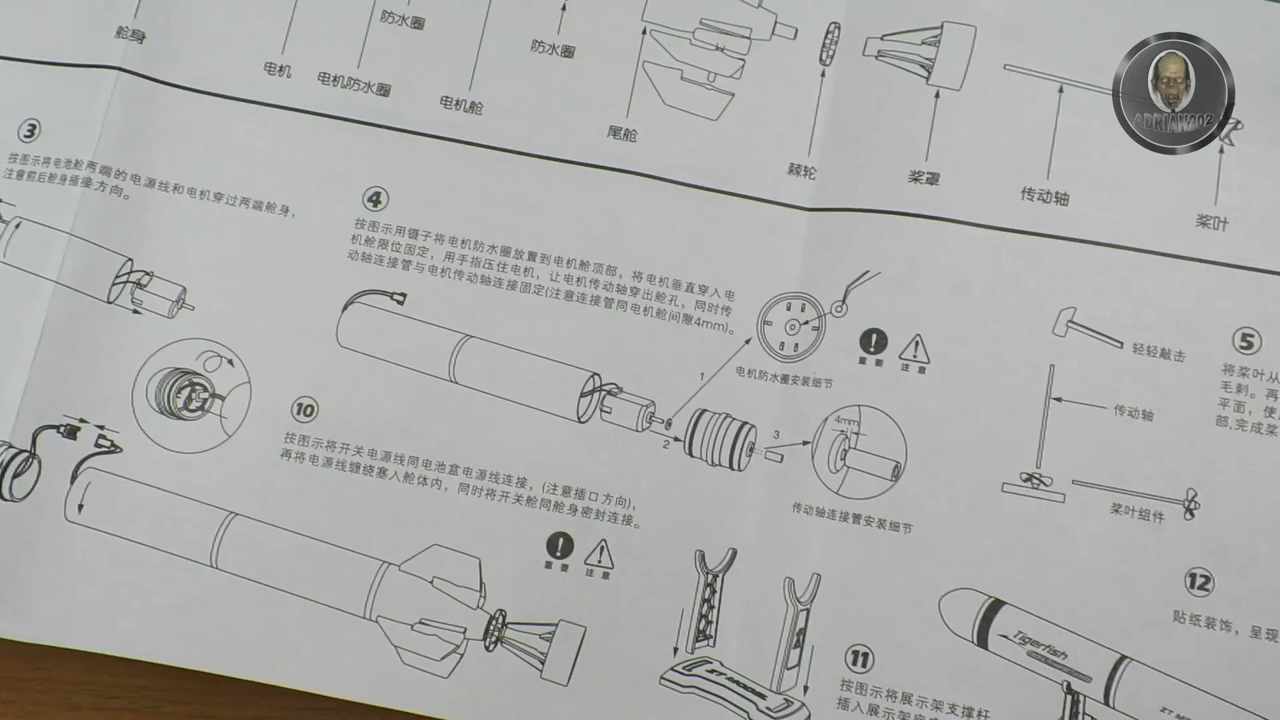 舱身
电机
防水圈
电机防水圈
电机舱
防水圈
尾舱
棘轮
桨罩
传动轴
桨叶
ADRIAN202
③
按图示将电池舱两端的电源线和电机穿过两端舱身，
注意前后舱身插接方向。
④
按图示用镊子将电机防水圈放置到电机舱顶部，将电机垂直穿入电
机舱限位固定，用手指压住电机，让电机传动轴穿出舱孔，同时传
动轴连接管与电机传动轴连接固定(注意连接管同电机舱间隙4mm)。
1
2
3
电机防水圈安装细节
重要
注意
4mm
传动轴连接管安装细节
轻轻敲击
传动轴
桨叶组件
⑤
将桨叶从
毛刺。再
平面，使
部,完成桨
⑩
按图示将开关电源线同电池盒电源线连接，(注意插口方向)，
再将电源线缠绕塞入舱体内，同时将开关舱同舱身密封连接。
重要
注意
ZT MODEL
⑪
按图示将展示架支撑杆
插入展示架底
⑫
贴纸装饰，呈现
Tigerfish
ZT M